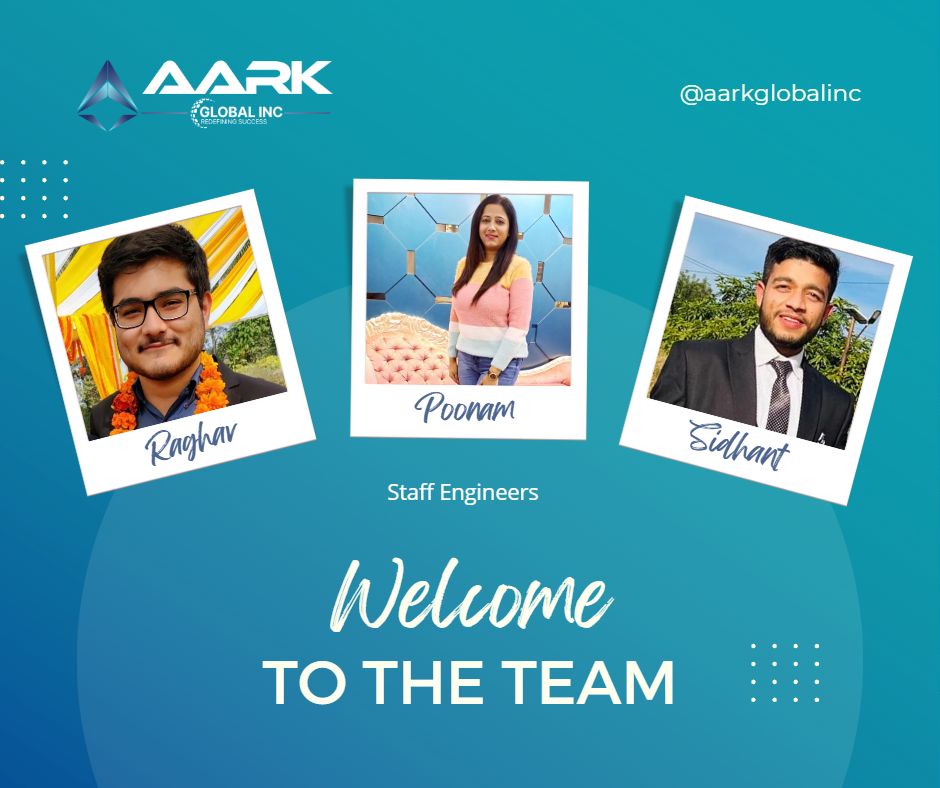 AARK
GLOBAL INC
REDEFINING SUCCESS
@aarkglobalinc
Raghav
Poonam
Sidhant
Staff Engineers
Welcome
TO THE TEAM